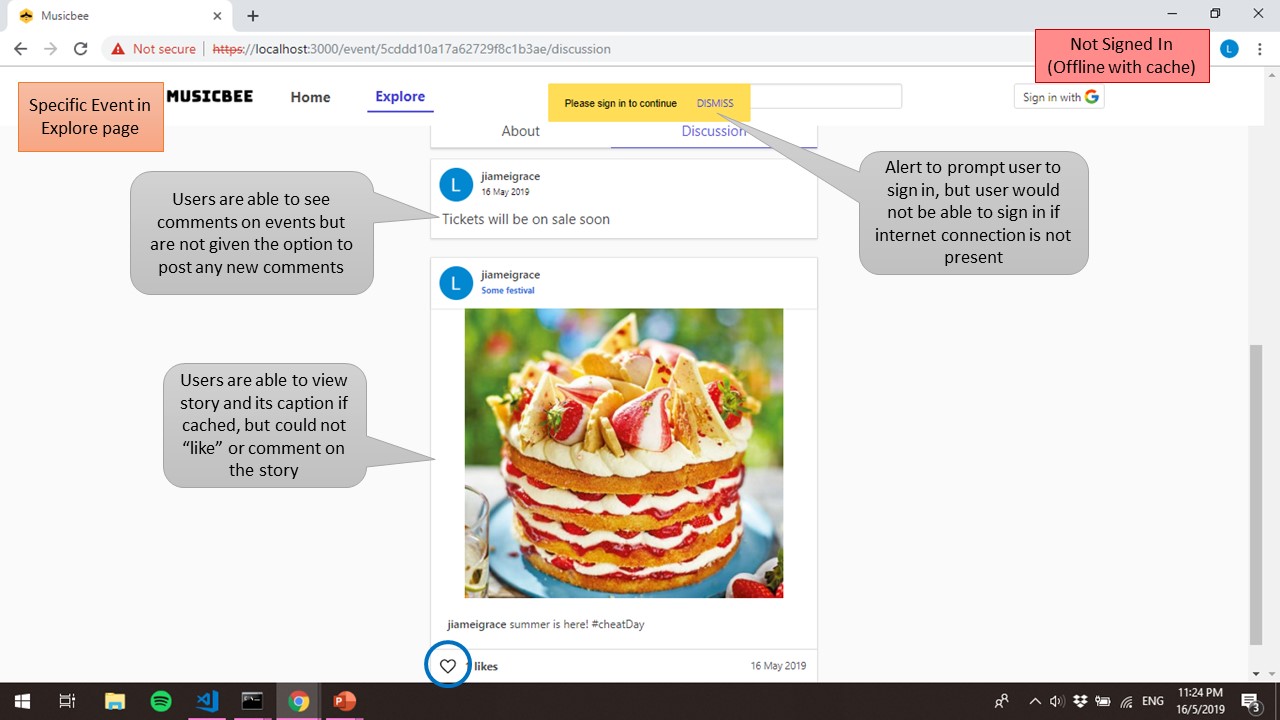 Musicbee
Not secure
https://localhost:3000/event/5cddd10a17a62729f8c1b3ae/discussion
L
Not Signed In
(Offline with cache)
Specific Event in
Explore page
MUSICBEE
Home
Explore
Please sign in to continue DISMISS
Sign in with
About
Discussion
L
jiameigrace
16 May 2019
Tickets will be on sale soon
Users are able to see
comments on events but
are not given the option to
post any new comments
Alert to prompt user to
sign in, but user would
not be able to sign in if
internet connection is not
present
L
jiameigrace
Some festival
Users are able to view
story and its caption if
cached, but could not
“like” or comment on
the story
jiameigrace summer is here! #cheatDay
likes
16 May 2019
ENG
11:24 PM
16/5/2019
3